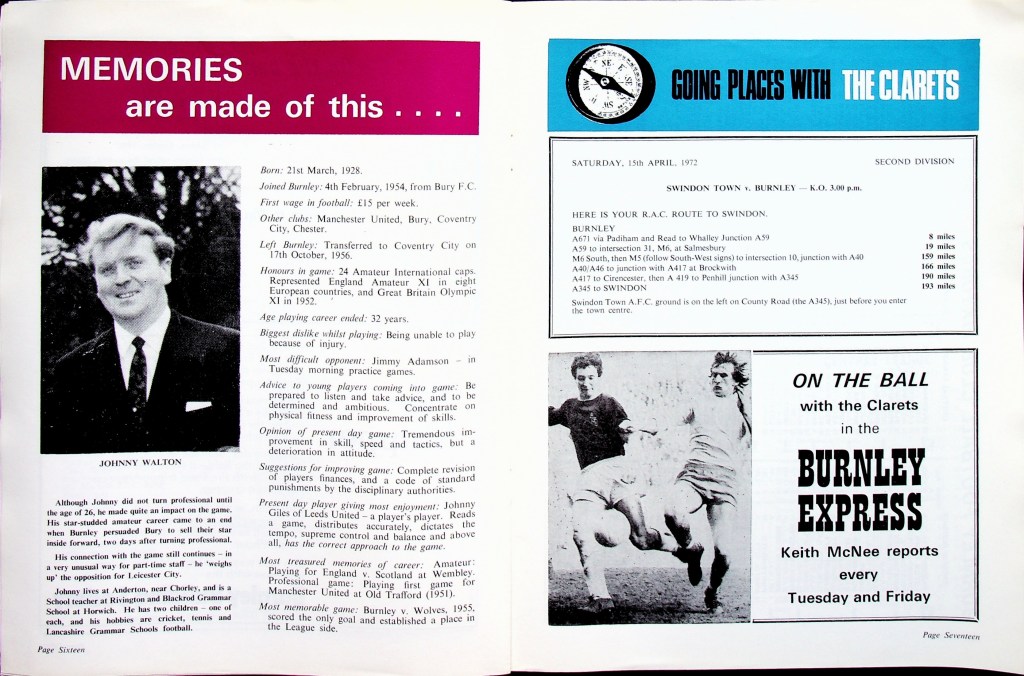 MEMORIES
are made of this . . . .
JOHNNY WALTON
Although Johnny did not turn professional until
the age of 26, he made quite an impact on the game.
His star-studded amateur career came to an end
when Burnley persuaded Bury to sell their star
inside forward, two days after turning professional.
His connection with the game still continues – in
a very unusual way for part-time staff – he 'weighs
up' the opposition for Leicester City.
Johnny lives at Anderton, near Chorley, and is a
School teacher at Rivington and Blackrod Grammar
School at Horwich. He has two children – one of
each, and his hobbies are cricket, tennis and
Lancashire Grammar Schools football.
Page Sixteen
Born: 21st March, 1928.
Joined Burnley: 4th February, 1954, from Bury F.C.
First wage in football: £15 per week.
Other clubs: Manchester United, Bury, Coventry
City, Chester.
Left Burnley: Transferred to Coventry City on
17th October, 1956.
Honours in game: 24 Amateur International caps.
Represented England Amateur XI in eight
European countries, and Great Britain Olympic
XI in 1952.
Age playing career ended: 32 years.
Biggest dislike whilst playing: Being unable to play
because of injury.
Most difficult opponent: Jimmy Adamson – in
Tuesday morning practice games.
Advice to young players coming into game: Be
prepared to listen and take advice, and to be
determined and ambitious. Concentrate on
physical fitness and improvement of skills.
Opinion of present day game: Tremendous im-
provement in skill, speed and tactics, but a
deterioration in attitude.
Suggestions for improving game: Complete revision
of players finances, and a code of standard
punishments by the disciplinary authorities.
Present day player giving most enjoyment: Johnny
Giles of Leeds United – a player's player. Reads
a game, distributes accurately, dictates the
tempo, supreme control and balance and above
all, has the correct approach to the game.
Most treasured memories of career: Amateur:
Playing for England v. Scotland at Wembley.
Professional game: Playing first game for
Manchester United at Old Trafford (1951).
Most memorable game: Burnley v. Wolves, 1955,
scored the only goal and established a place in
the League side.
GOING PLACES WITH THE CLARETS
SATURDAY, 15th APRIL, 1972 SECOND DIVISION
SWINDON TOWN v. BURNLEY — K.O. 3.00 p.m.
HERE IS YOUR R.A.C. ROUTE TO SWINDON.
BURNLEY
A671 via Padiham and Read to Whalley Junction A59 8 miles
A59 to intersection 31, M6, at Salmesbury 19 miles
M6 South, then M5 (follow South-West signs) to intersection 10, junction with A40 159 miles
A40/A46 to junction with A417 at Brockwith 166 miles
A417 to Cirencester, then A 419 to Penhill junction with A345 190 miles
A345 to SWINDON 193 miles
Swindon Town A.F.C. ground is on the left on County Road (the A345), just before you enter
the town centre.
ON THE BALL
with the Clarets
in the
BURNLEY
EXPRESS
Keith McNee reports
every
Tuesday and Friday
Page Seventeen